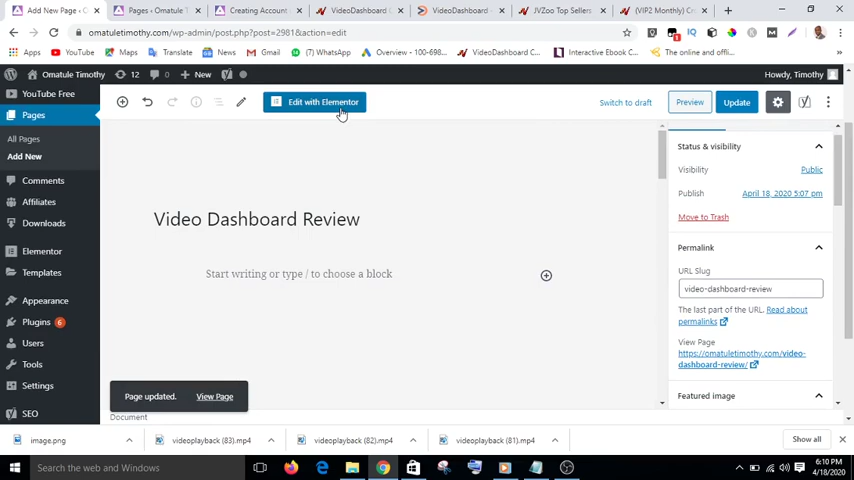 Add New Page ‹ O
Pages ‹ Omatule Tim
Creating Account
VideoDashboard C
VideoDashboard
JVZoo Top Sellers
(VIP2 Monthly) Cr
omatuletimothy.com/wp-admin/post.php?post=2981&action=edit
Apps
YouTube
Maps
Translate
News
Gmail
(7) WhatsApp
Overview - 100-698...
VideoDashboard C...
Interactive Ebook C...
The onling of onlin...
Omatule Timothy
12
0
New
Howdy, Timothy
YouTube Free
Edit with Elementor
Switch to draft
Preview
Update
Pages
All Pages
Add New
Comments
Affiliates
Downloads
Elementor
Templates
Appearance
Plugins 6
Users
Tools
Settings
SEO
Video Dashboard Review
Start writing or type / to choose a block
Status & visibility
Visibility
Public
Publish
April 18, 2020 5:07 pm
Move to Trash
Permalink
URL Slug
video-dashboard-review
The last part of the URL. Read about
permalinks
View Page
https://omatuletimothy.com/video-
dashboard-review/
Featured image
Page updated. View Page
Document
image.png
videoplayback (83).mp4
videoplayback (82).mp4
videoplayback (81).mp4
Show all
Search the web and Windows
6:10 PM
4/18/2020